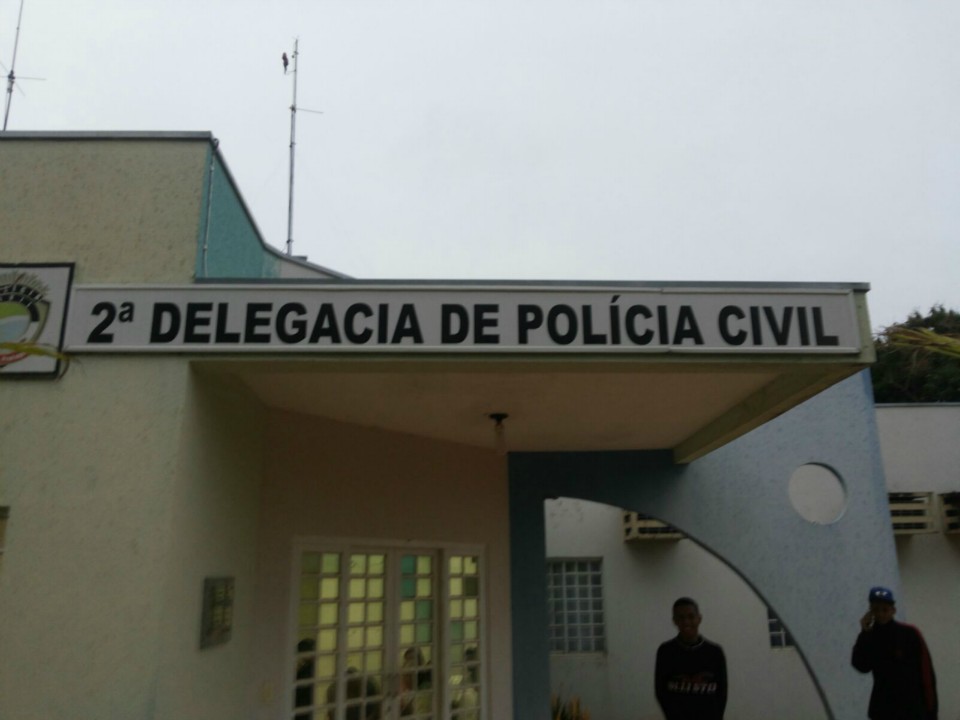 2ª DELEGACIA DE POLÍCIA CIVIL